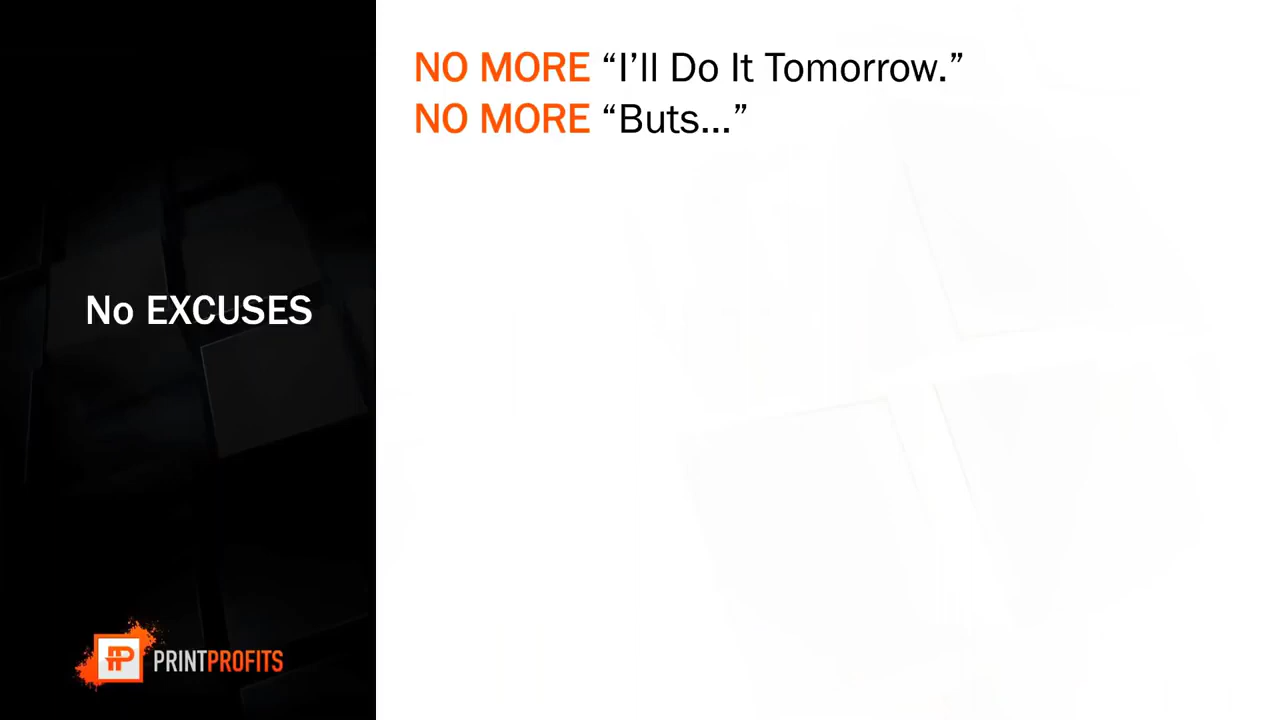 NO MORE “I’ll Do It Tomorrow.”
NO MORE “Buts...”
No EXCUSES
PRINTPROFITS